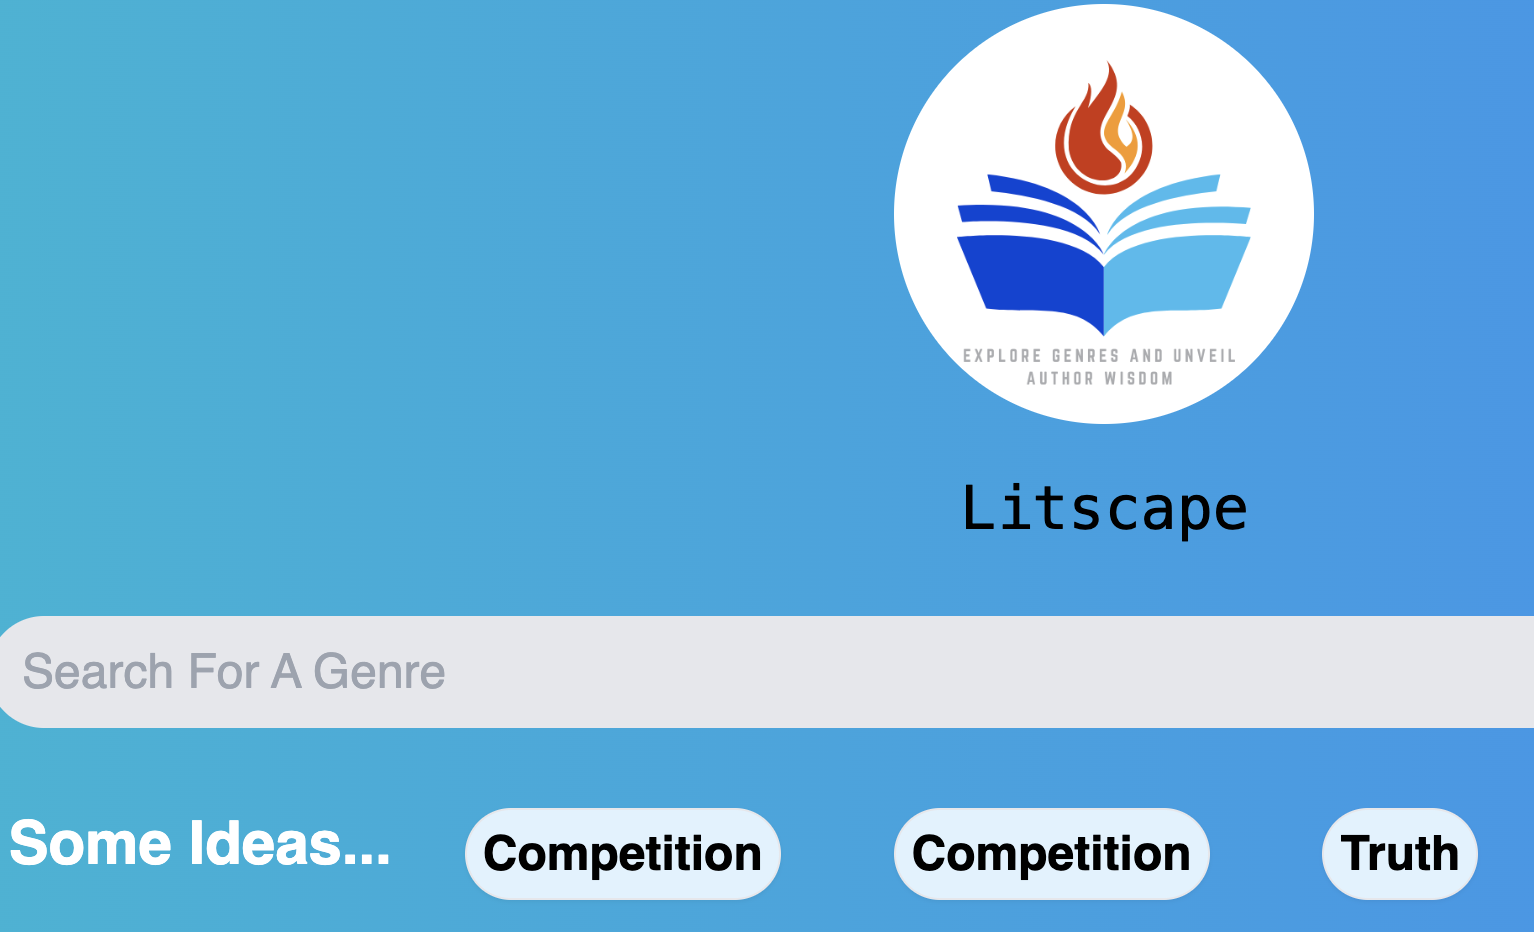 EXPLORE GENRES AND UNVEIL
AUTHOR WISDOM
Litscape
Search For A Genre
Some Ideas... Competition Competition Truth